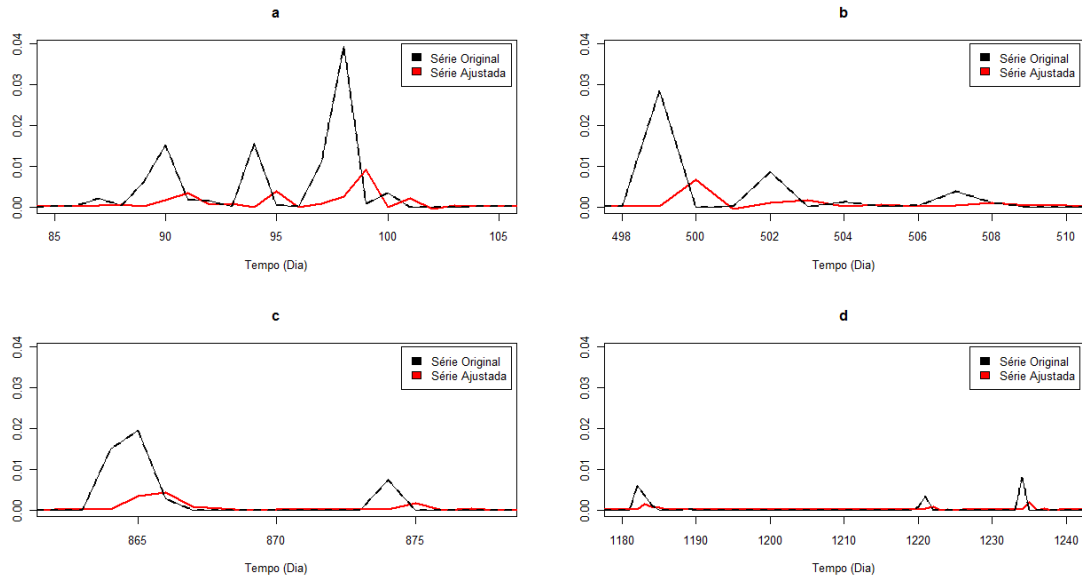 a
0.04
0.03
0.02
0.01
0.00
Série Original
Série Ajustada
85 90 95 100 105
Tempo (Dia)
b
0.04
0.03
0.02
0.01
0.00
Série Original
Série Ajustada
498 500 502 504 506 508 510
Tempo (Dia)
c
0.04
0.03
0.02
0.01
0.00
Série Original
Série Ajustada
865 870 875
Tempo (Dia)
d
0.04
0.03
0.02
0.01
0.00
Série Original
Série Ajustada
1180 1190 1200 1210 1220 1230 1240
Tempo (Dia)